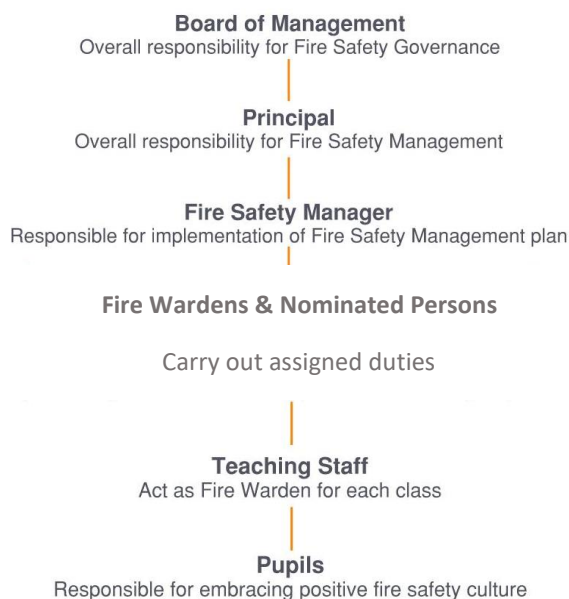 Board of Management
Overall responsibility for Fire Safety Governance
Principal
Overall responsibility for Fire Safety Management
Fire Safety Manager
Responsible for implementation of Fire Safety Management plan
Fire Wardens & Nominated Persons
Carry out assigned duties
Teaching Staff
Act as Fire Warden for each class
Pupils
Responsible for embracing positive fire safety culture